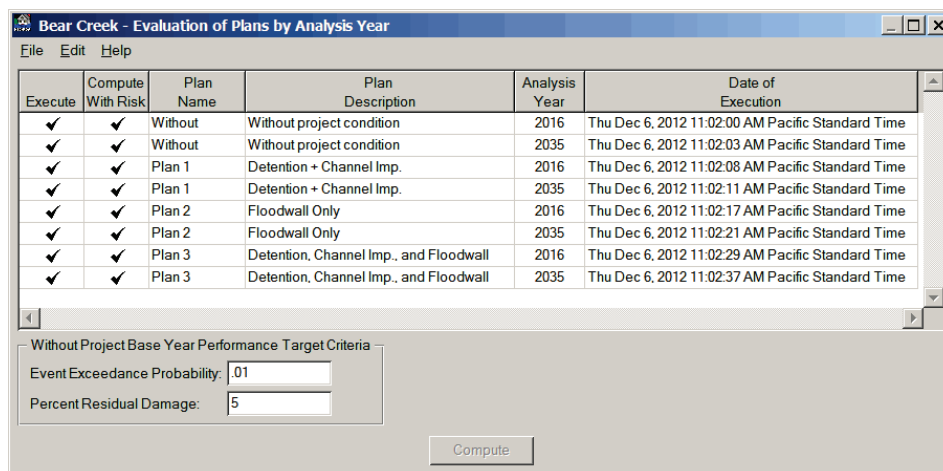 Bear Creek - Evaluation of Plans by Analysis Year
File Edit Help
Execute Compute With Risk Plan Name Plan Description Analysis Year Date of Execution
Without Without project condition 2016 Thu Dec 6, 2012 11:02:00 AM Pacific Standard Time
Without Without project condition 2035 Thu Dec 6, 2012 11:02:03 AM Pacific Standard Time
Plan 1 Detention + Channel Imp. 2016 Thu Dec 6, 2012 11:02:08 AM Pacific Standard Time
Plan 1 Detention + Channel Imp. 2035 Thu Dec 6, 2012 11:02:11 AM Pacific Standard Time
Plan 2 Floodwall Only 2016 Thu Dec 6, 2012 11:02:17 AM Pacific Standard Time
Plan 2 Floodwall Only 2035 Thu Dec 6, 2012 11:02:21 AM Pacific Standard Time
Plan 3 Detention, Channel Imp., and Floodwall 2016 Thu Dec 6, 2012 11:02:29 AM Pacific Standard Time
Plan 3 Detention, Channel Imp., and Floodwall 2035 Thu Dec 6, 2012 11:02:37 AM Pacific Standard Time
Without Project Base Year Performance Target Criteria
Event Exceedance Probability: .01
Percent Residual Damage: 5
Compute